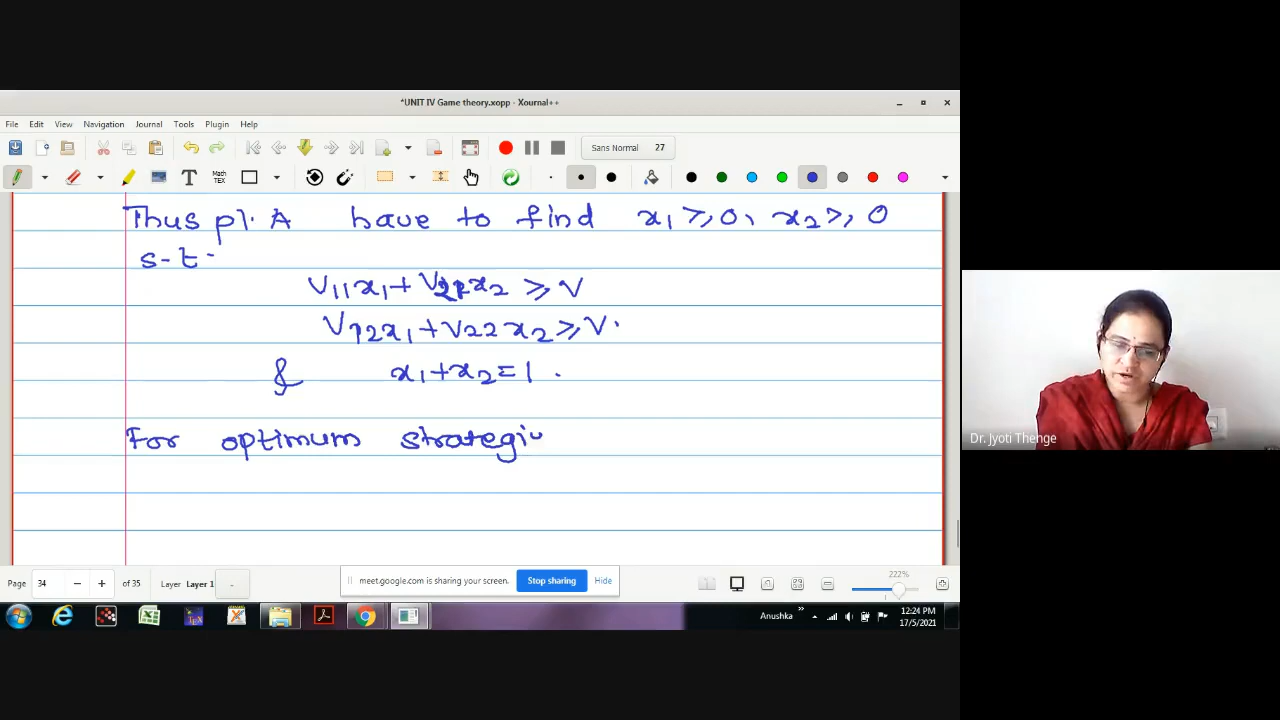 *UNIT IV Game theory.xopp - Xournal++
File Edit View Navigation Journal Tools Plugin Help
Sans Normal 27
Math TEX
Thus pl. A have to find x₁ ≥ 0, x₂ ≥ 0
s-t-
V₁₁x₁ + V₂₁x₂ ≥ V
V₁₂x₁ + V₂₂x₂ ≥ V.
& x₁ + x₂ = 1.
For optimum strategi
Dr. Jyoti Thenge
Page 34 of 35 Layer Layer 1
meet.google.com is sharing your screen. Stop sharing Hide
222%
Anushka 12:24 PM
17/5/2021